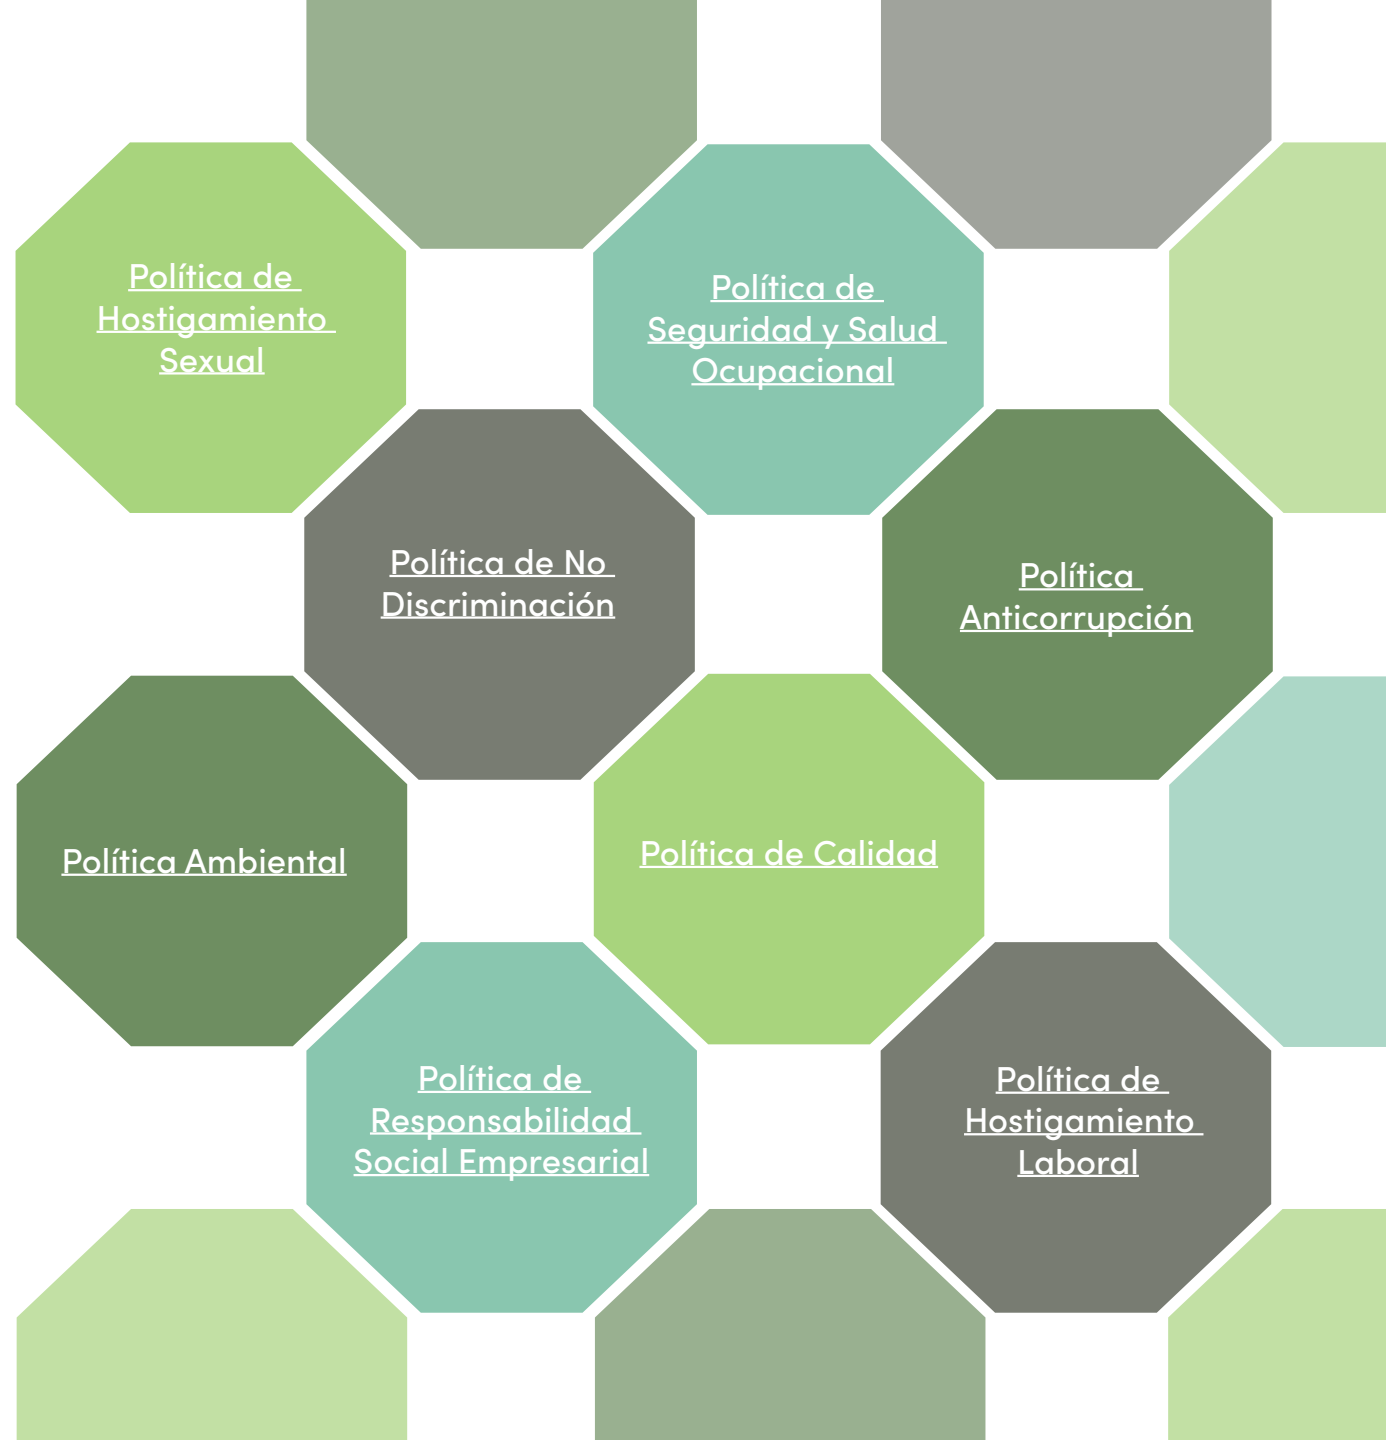 Política de
Hostigamiento
Sexual
Política de
Seguridad y Salud
Ocupacional
Política de No
Discriminación
Política
Anticorrupción
Política Ambiental
Política de Calidad
Política de
Responsabilidad
Social Empresarial
Política de
Hostigamiento
Laboral